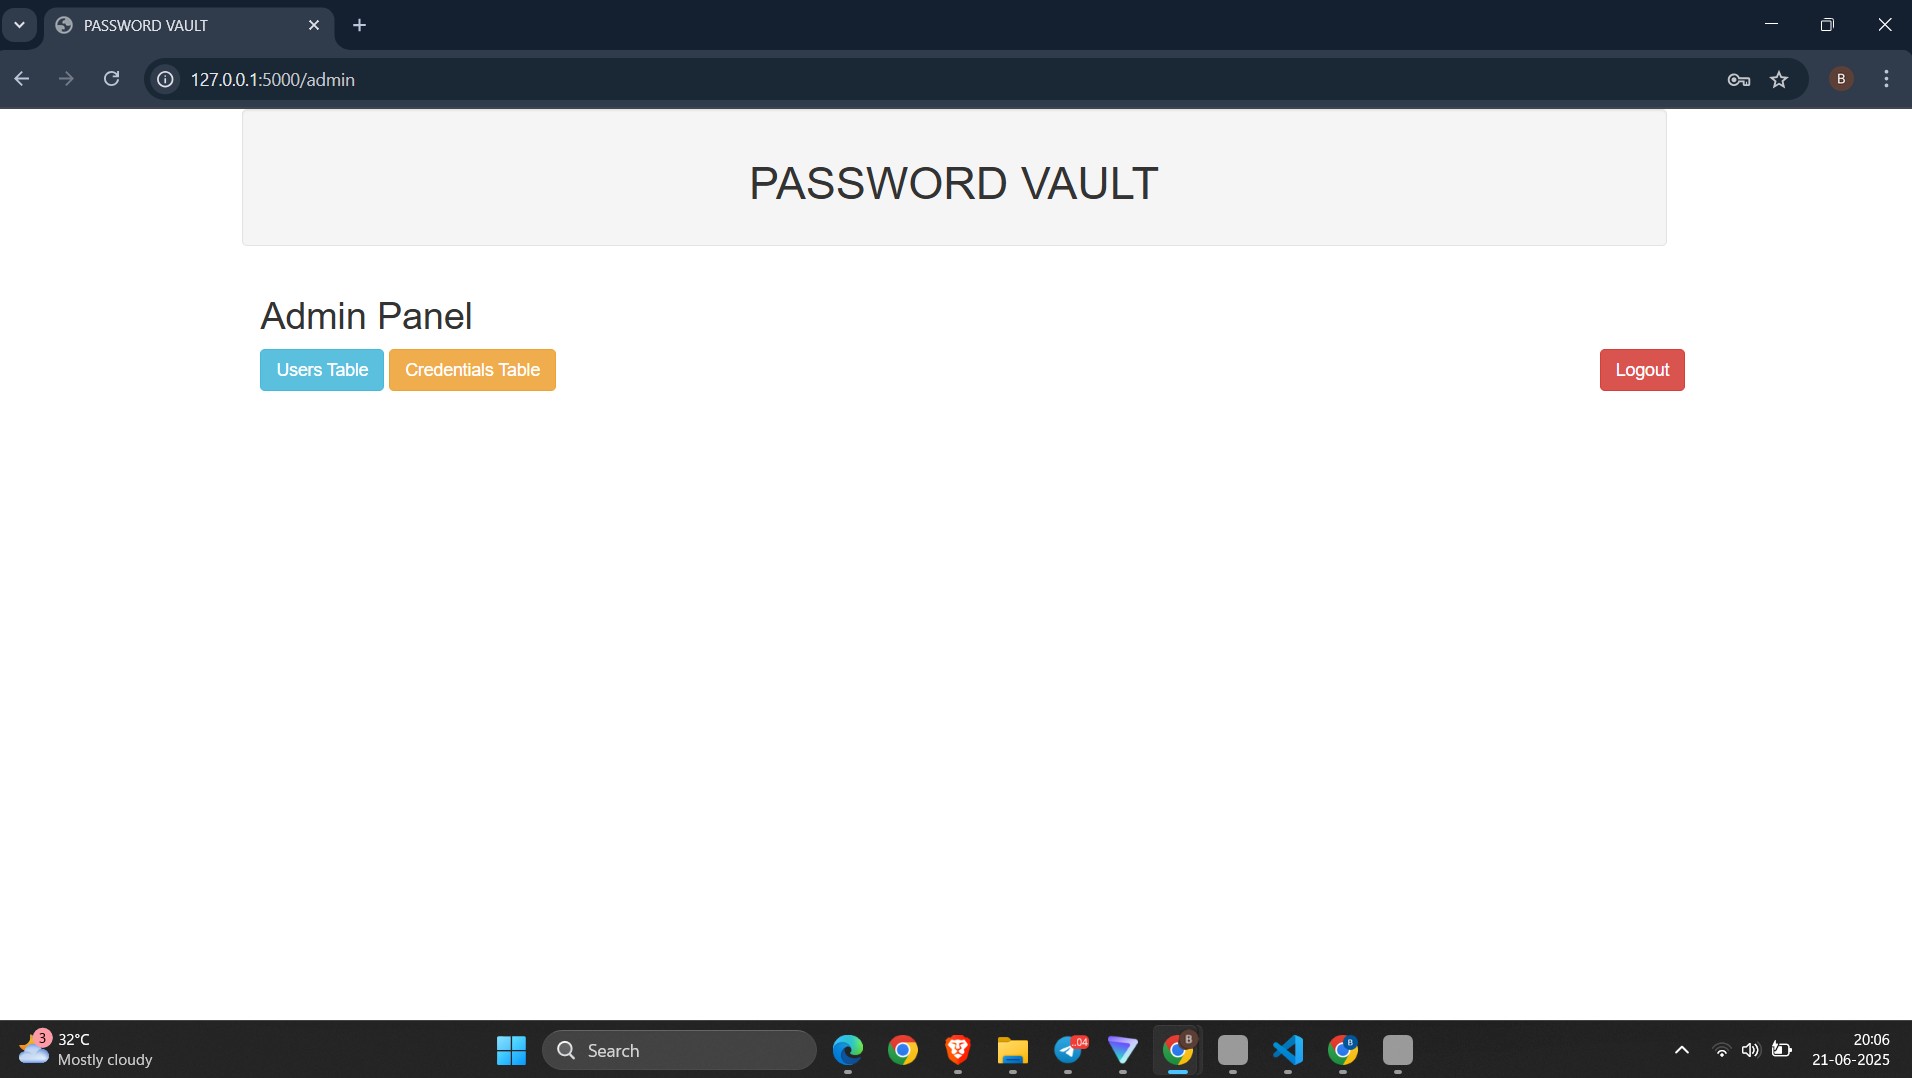 PASSWORD VAULT
127.0.0.1:5000/admin
B
PASSWORD VAULT
Admin Panel
Users Table
Credentials Table
Logout
3
32°C
Mostly cloudy
Search
..04
B
B
20:06
21-06-2025